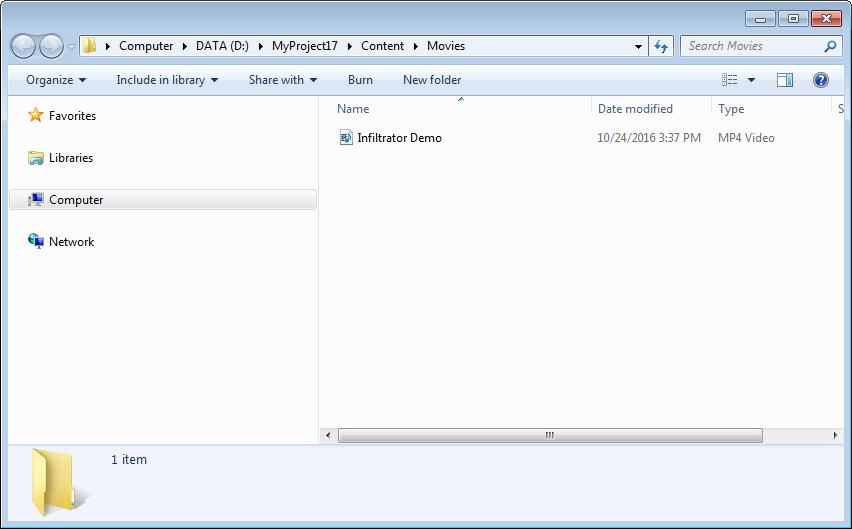 Computer DATA (D:) MyProject17 Content Movies Search Movies
Organize Include in library Share with Burn New folder
Name Date modified Type S
Favorites
Infiltrator Demo 10/24/2016 3:37 PM MP4 Video
Libraries
Computer
Network
1 item